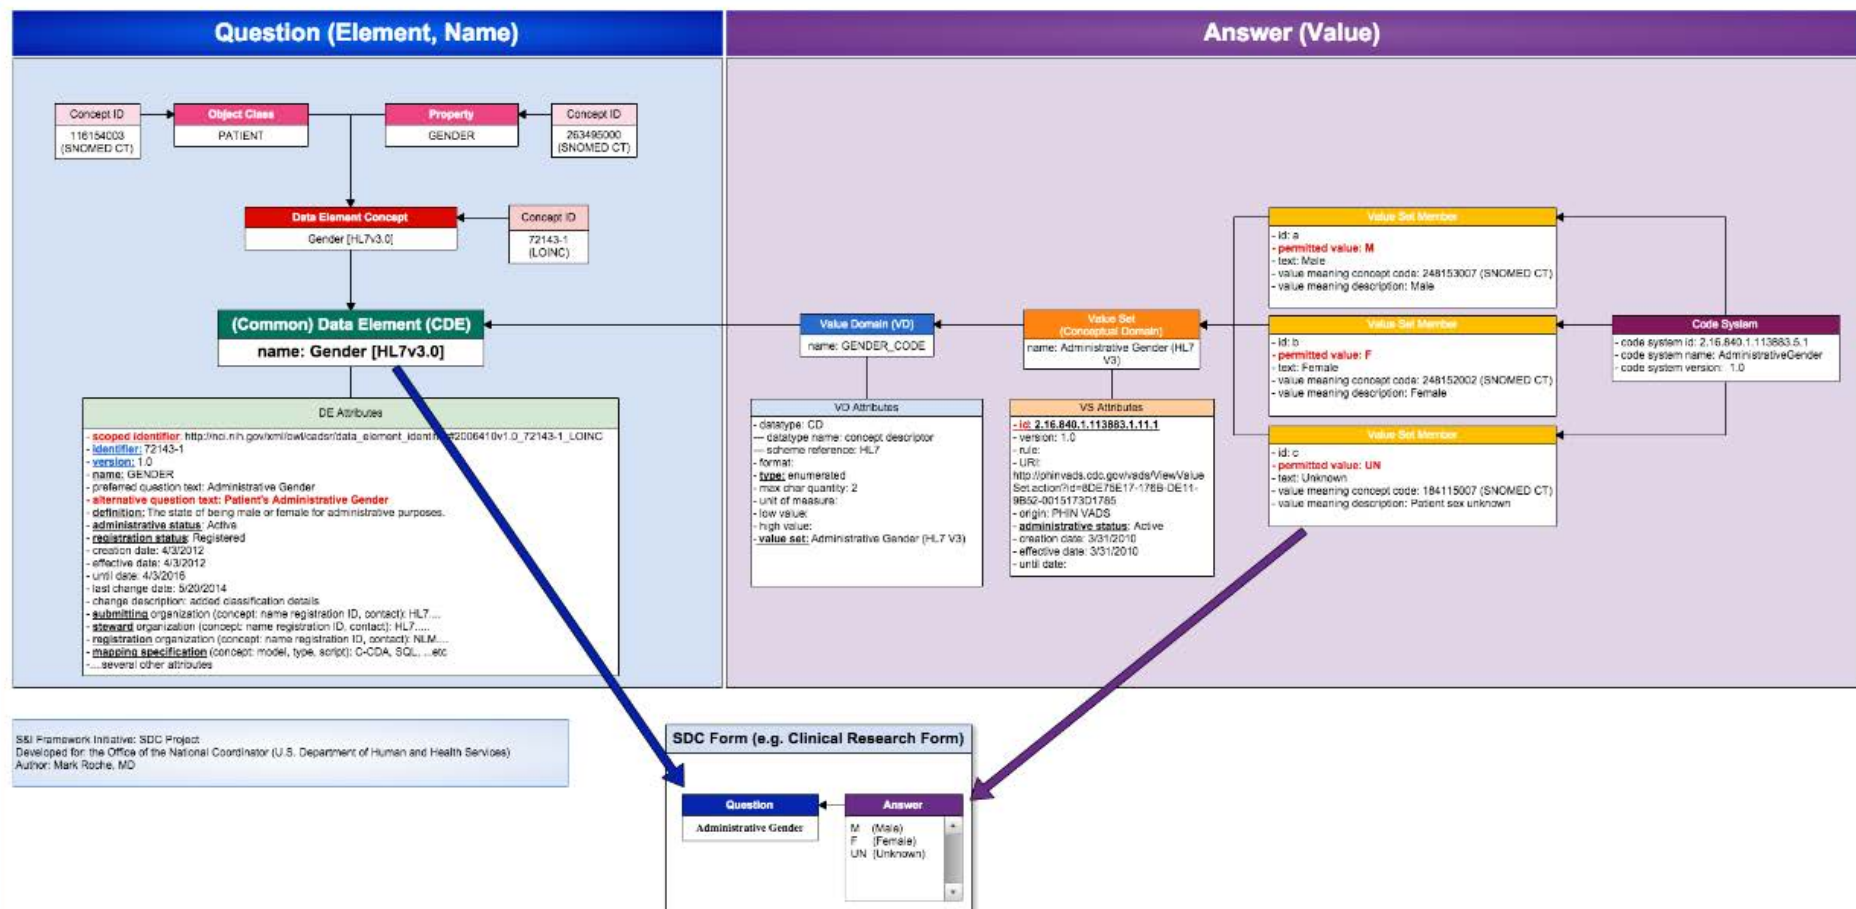 Question (Element, Name)
Answer (Value)
Concept ID
116154003
(SNOMED CT)
Object Class
PATIENT
Property
GENDER
Concept ID
263495000
(SNOMED CT)
Data Element Concept
Gender [HL7v3.0]
Concept ID
72143-1
(LOINC)
(Common) Data Element (CDE)
name: Gender [HL7v3.0]
DE Attributes
- scoped identifier: http://nci.nih.gov/xml/owl/cadsr/data_element_identifier#2006410v1.0_72143-1_LOINC
- identifier: 72143-1
- version: 1.0
- name: GENDER
- preferred question text: Administrative Gender
- alternative question text: Patient's Administrative Gender
- definition: The state of being male or female for administrative purposes.
- administrative status: Active
- registration status: Registered
- creation date: 4/3/2012
- effective date: 4/3/2012
- until date: 4/3/2016
- last change date: 5/20/2014
- change description: added classification details
- submitting organization (concept: name registration ID, contact): HL7....
- steward organization (concept: name registration ID, contact): HL7.....
- registration organization (concept: name registration ID, contact): NLM....
- mapping specification (concept: model, type, script): C-CDA, SQL, ...etc
-....several other attributes
Value Domain (VD)
name: GENDER_CODE
VD Attributes
- datatype: CD
--- datatype name: concept descriptor
--- scheme reference: HL7
- format:
- type: enumerated
- max char quantity: 2
- unit of measure:
- low value:
- high value:
- value set: Administrative Gender (HL7 V3)
Value Set
(Conceptual Domain)
name: Administrative Gender (HL7
V3)
VS Attributes
- id: 2.16.840.1.113883.1.11.1
- version: 1.0
- rule:
- URI:
http://phinvads.cdc.gov/vads/ViewValue
Set.action?id=8DE75E17-176B-DE11-
9B52-0015173D1785
- origin: PHIN VADS
- administrative status: Active
- creation date: 3/31/2010
- effective date: 3/31/2010
- until date:
Value Set Member
- id: a
- permitted value: M
- text: Male
- value meaning concept code: 248153007 (SNOMED CT)
- value meaning description: Male
Value Set Member
- id: b
- permitted value: F
- text: Female
- value meaning concept code: 248152002 (SNOMED CT)
- value meaning description: Female
Value Set Member
- id: c
- permitted value: UN
- text: Unknown
- value meaning concept code: 184115007 (SNOMED CT)
- value meaning description: Patient sex unknown
Code System
- code system id: 2.16.840.1.113883.5.1
- code system name: AdministrativeGender
- code system version: 1.0
S&I Framework Initiative: SDC Project
Developed for: the Office of the National Coordinator (U.S. Department of Human and Health Services)
Author: Mark Roche, MD
SDC Form (e.g. Clinical Research Form)
Question
Administrative Gender
Answer
M (Male)
F (Female)
UN (Unknown)